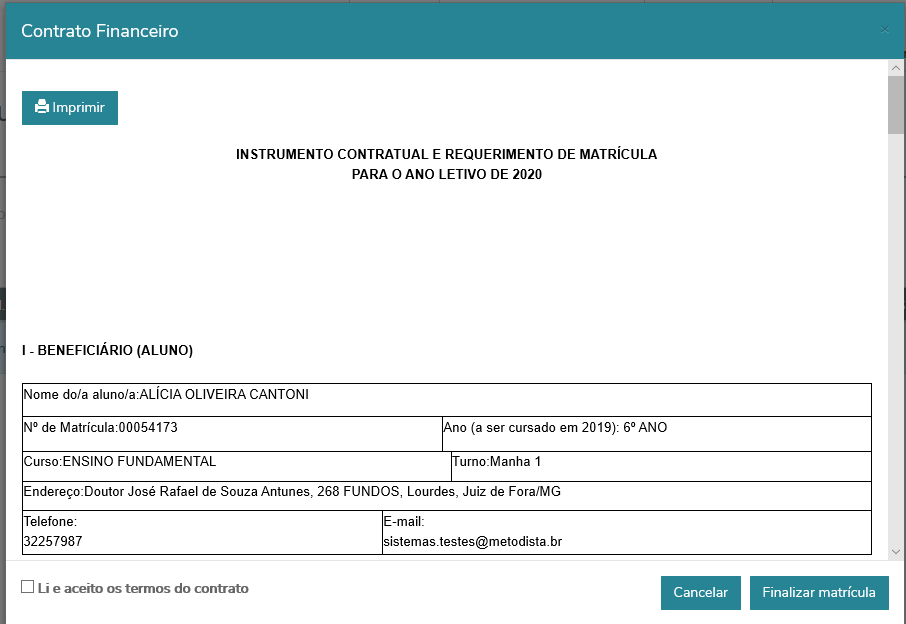 Contrato Financeiro
×
Imprimir
INSTRUMENTO CONTRATUAL E REQUERIMENTO DE MATRÍCULA
PARA O ANO LETIVO DE 2020
I - BENEFICIÁRIO (ALUNO)
Nome do/a aluno/a:ALÍCIA OLIVEIRA CANTONI
Nº de Matrícula:00054173 Ano (a ser cursado em 2019): 6º ANO
Curso:ENSINO FUNDAMENTAL Turno:Manha 1
Endereço:Doutor José Rafael de Souza Antunes, 268 FUNDOS, Lourdes, Juiz de Fora/MG
Telefone: E-mail:
32257987 sistemas.testes@metodista.br
Li e aceito os termos do contrato
Cancelar Finalizar matrícula